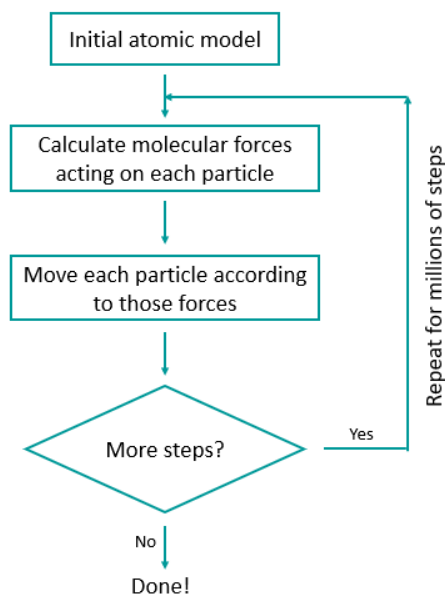 Initial atomic model
Calculate molecular forces
acting on each particle
Move each particle according
to those forces
More steps?
Yes
Repeat for millions of steps
No
Done!